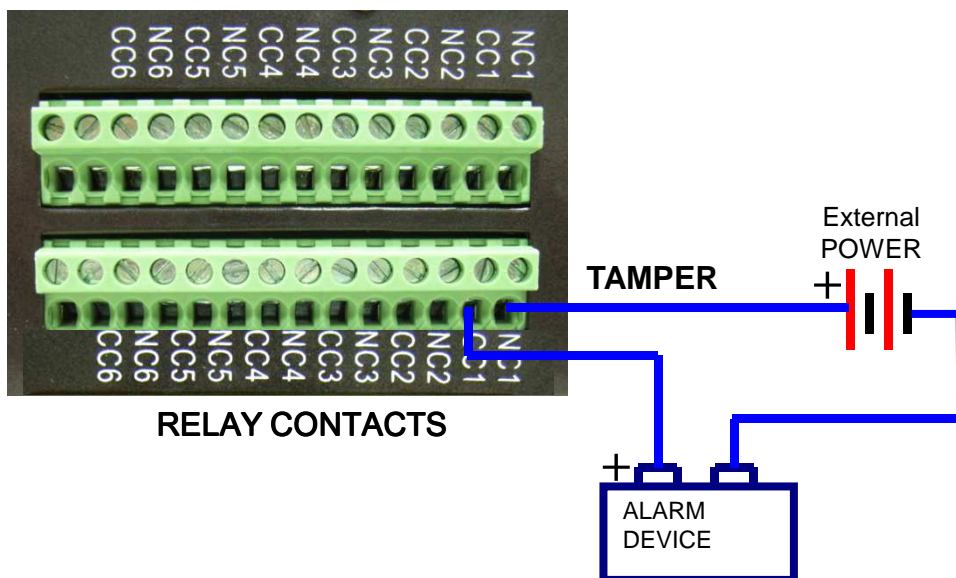 CC6 NC6 CC5 NC5 CC4 NC4 CC3 NC3 CC2 NC2 CC1 NC1
External
POWER
TAMPER
+
CC6 NC6 CC5 NC5 CC4 NC4 CC3 NC3 CC2 NC2 CC1 NC1
RELAY CONTACTS
+
ALARM
DEVICE